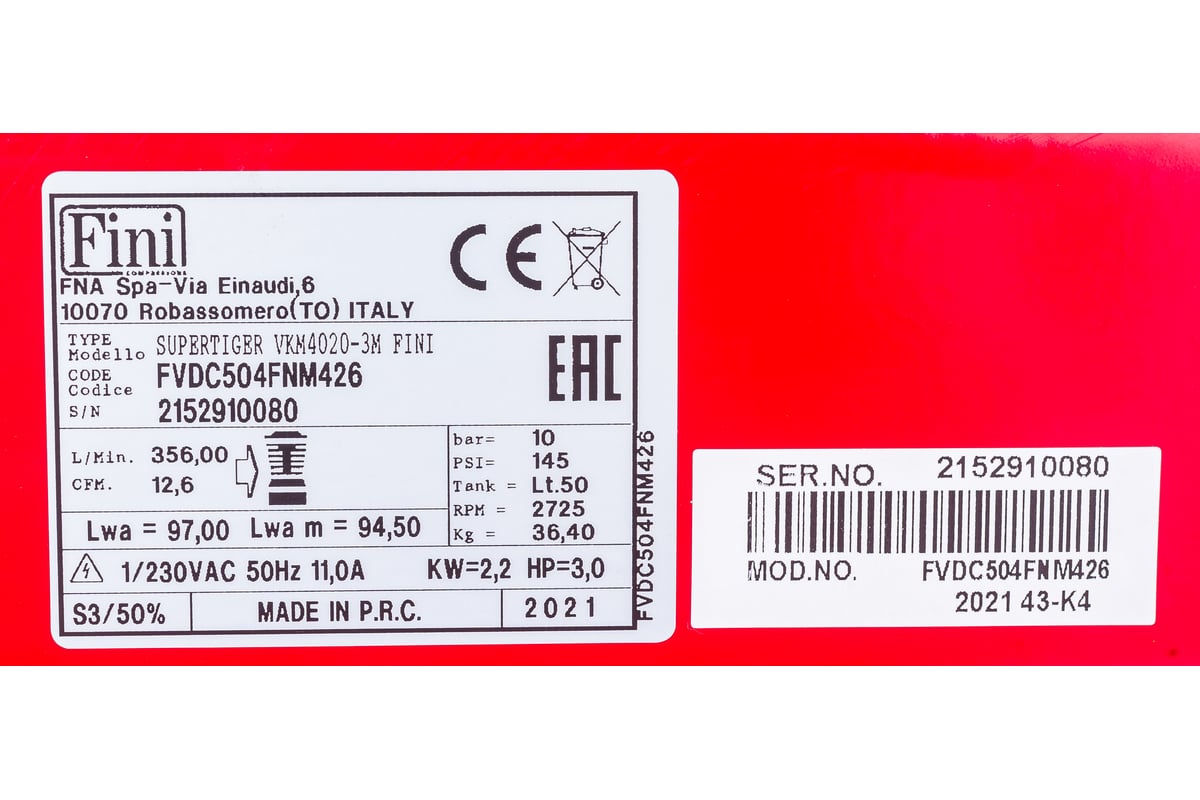 Fini
COMPRESSORS
FNA Spa-Via Einaudi,6
10070 Robassomero(TO) ITALY
CE
TYPE
Modello SUPERTIGER VKM4020-3M FINI
CODE
Codice FVDC504FNM426
S/N 2152910080
EAC
L/Min. 356,00
CFM. 12,6
Lwa = 97,00 Lwa m = 94,50
bar= 10
PSI= 145
Tank = Lt.50
RPM = 2725
Kg = 36,40
1/230VAC 50Hz 11,0A KW=2,2 HP=3,0
S3/50% MADE IN P.R.C. 2021
FVDC504FNM426
SER.NO. 2152910080
MOD.NO. FVDC504FNM426
2021 43-K4